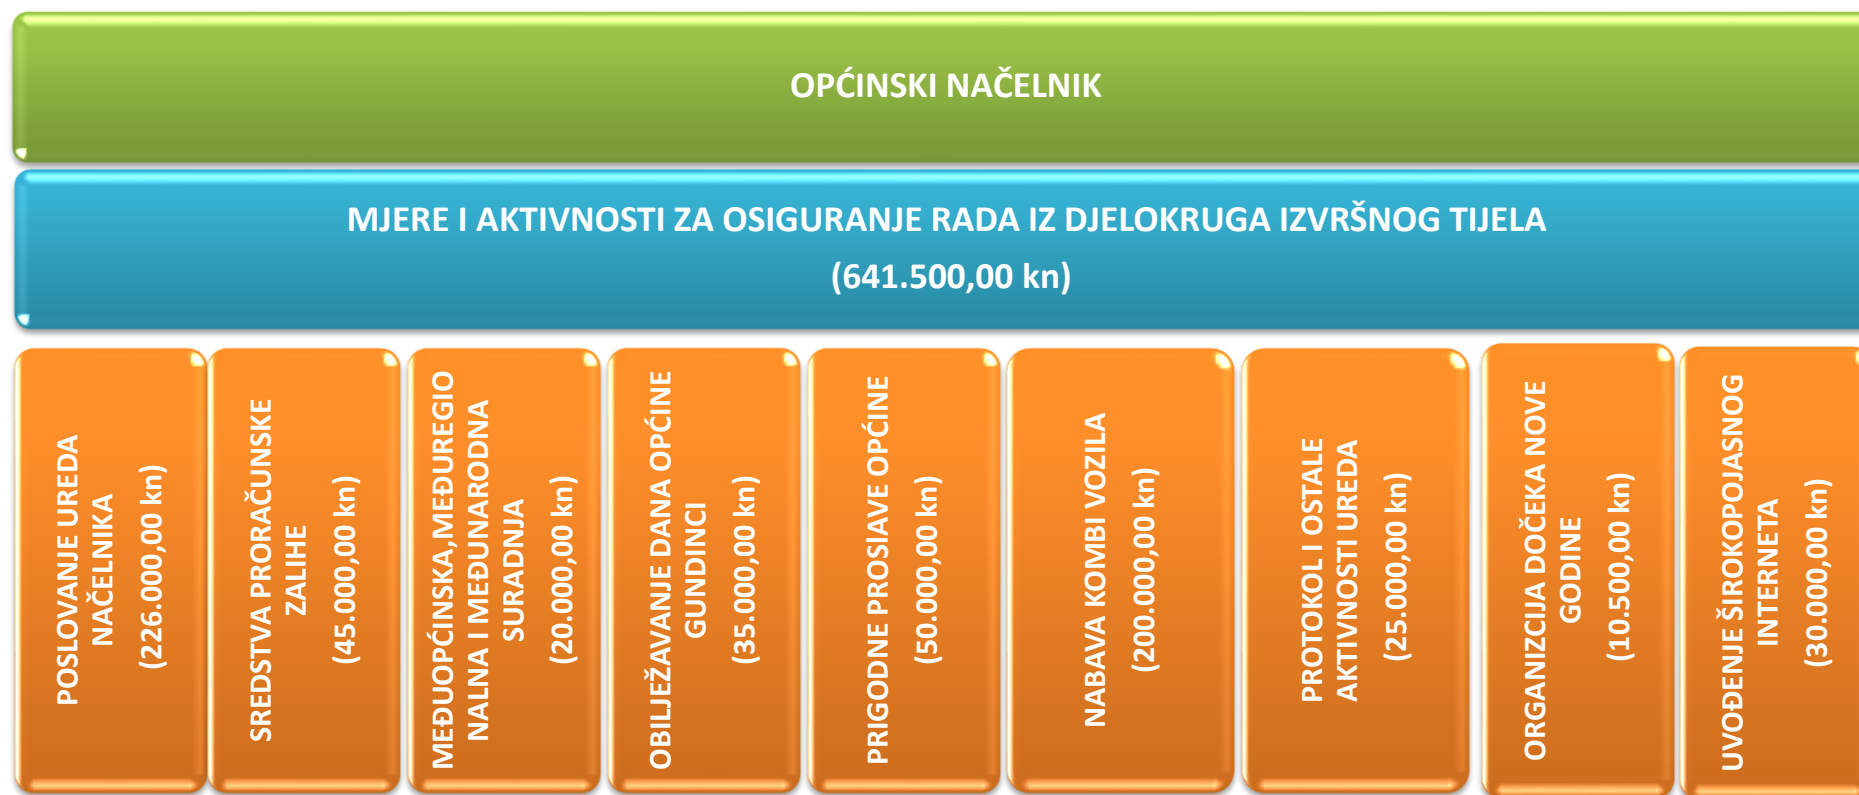 OPĆINSKI NAČELNIK
MJERE I AKTIVNOSTI ZA OSIGURANJE RADA IZ DJELOKRUGA IZVRŠNOG TIJELA
(641.500,00 kn)
POSLOVANJE UREDA
NAČELNIKA
(226.000,00 kn)
SREDSTVA PRORAČUNSKE
ZALIHE
(45.000,00 kn)
MEĐUOPĆINSKA,MEĐUREGIO
NALNA I MEĐUNARODNA
SURADNJA
(20.000,00 kn)
OBILJEŽAVANJE DANA OPĆINE
GUNDINCI
(35.000,00 kn)
PRIGODNE PROSIAVE OPĆINE
(50.000,00 kn)
NABAVA KOMBI VOZILA
(200.000,00 kn)
PROTOKOL I OSTALE
AKTIVNOSTI UREDA
(25.000,00 kn)
ORGANIZCIJA DOČEKA NOVE
GODINE
(10.500,00 kn)
UVOĐENJE ŠIROKOPOJASNOG
INTERNETA
(30.000,00 kn)